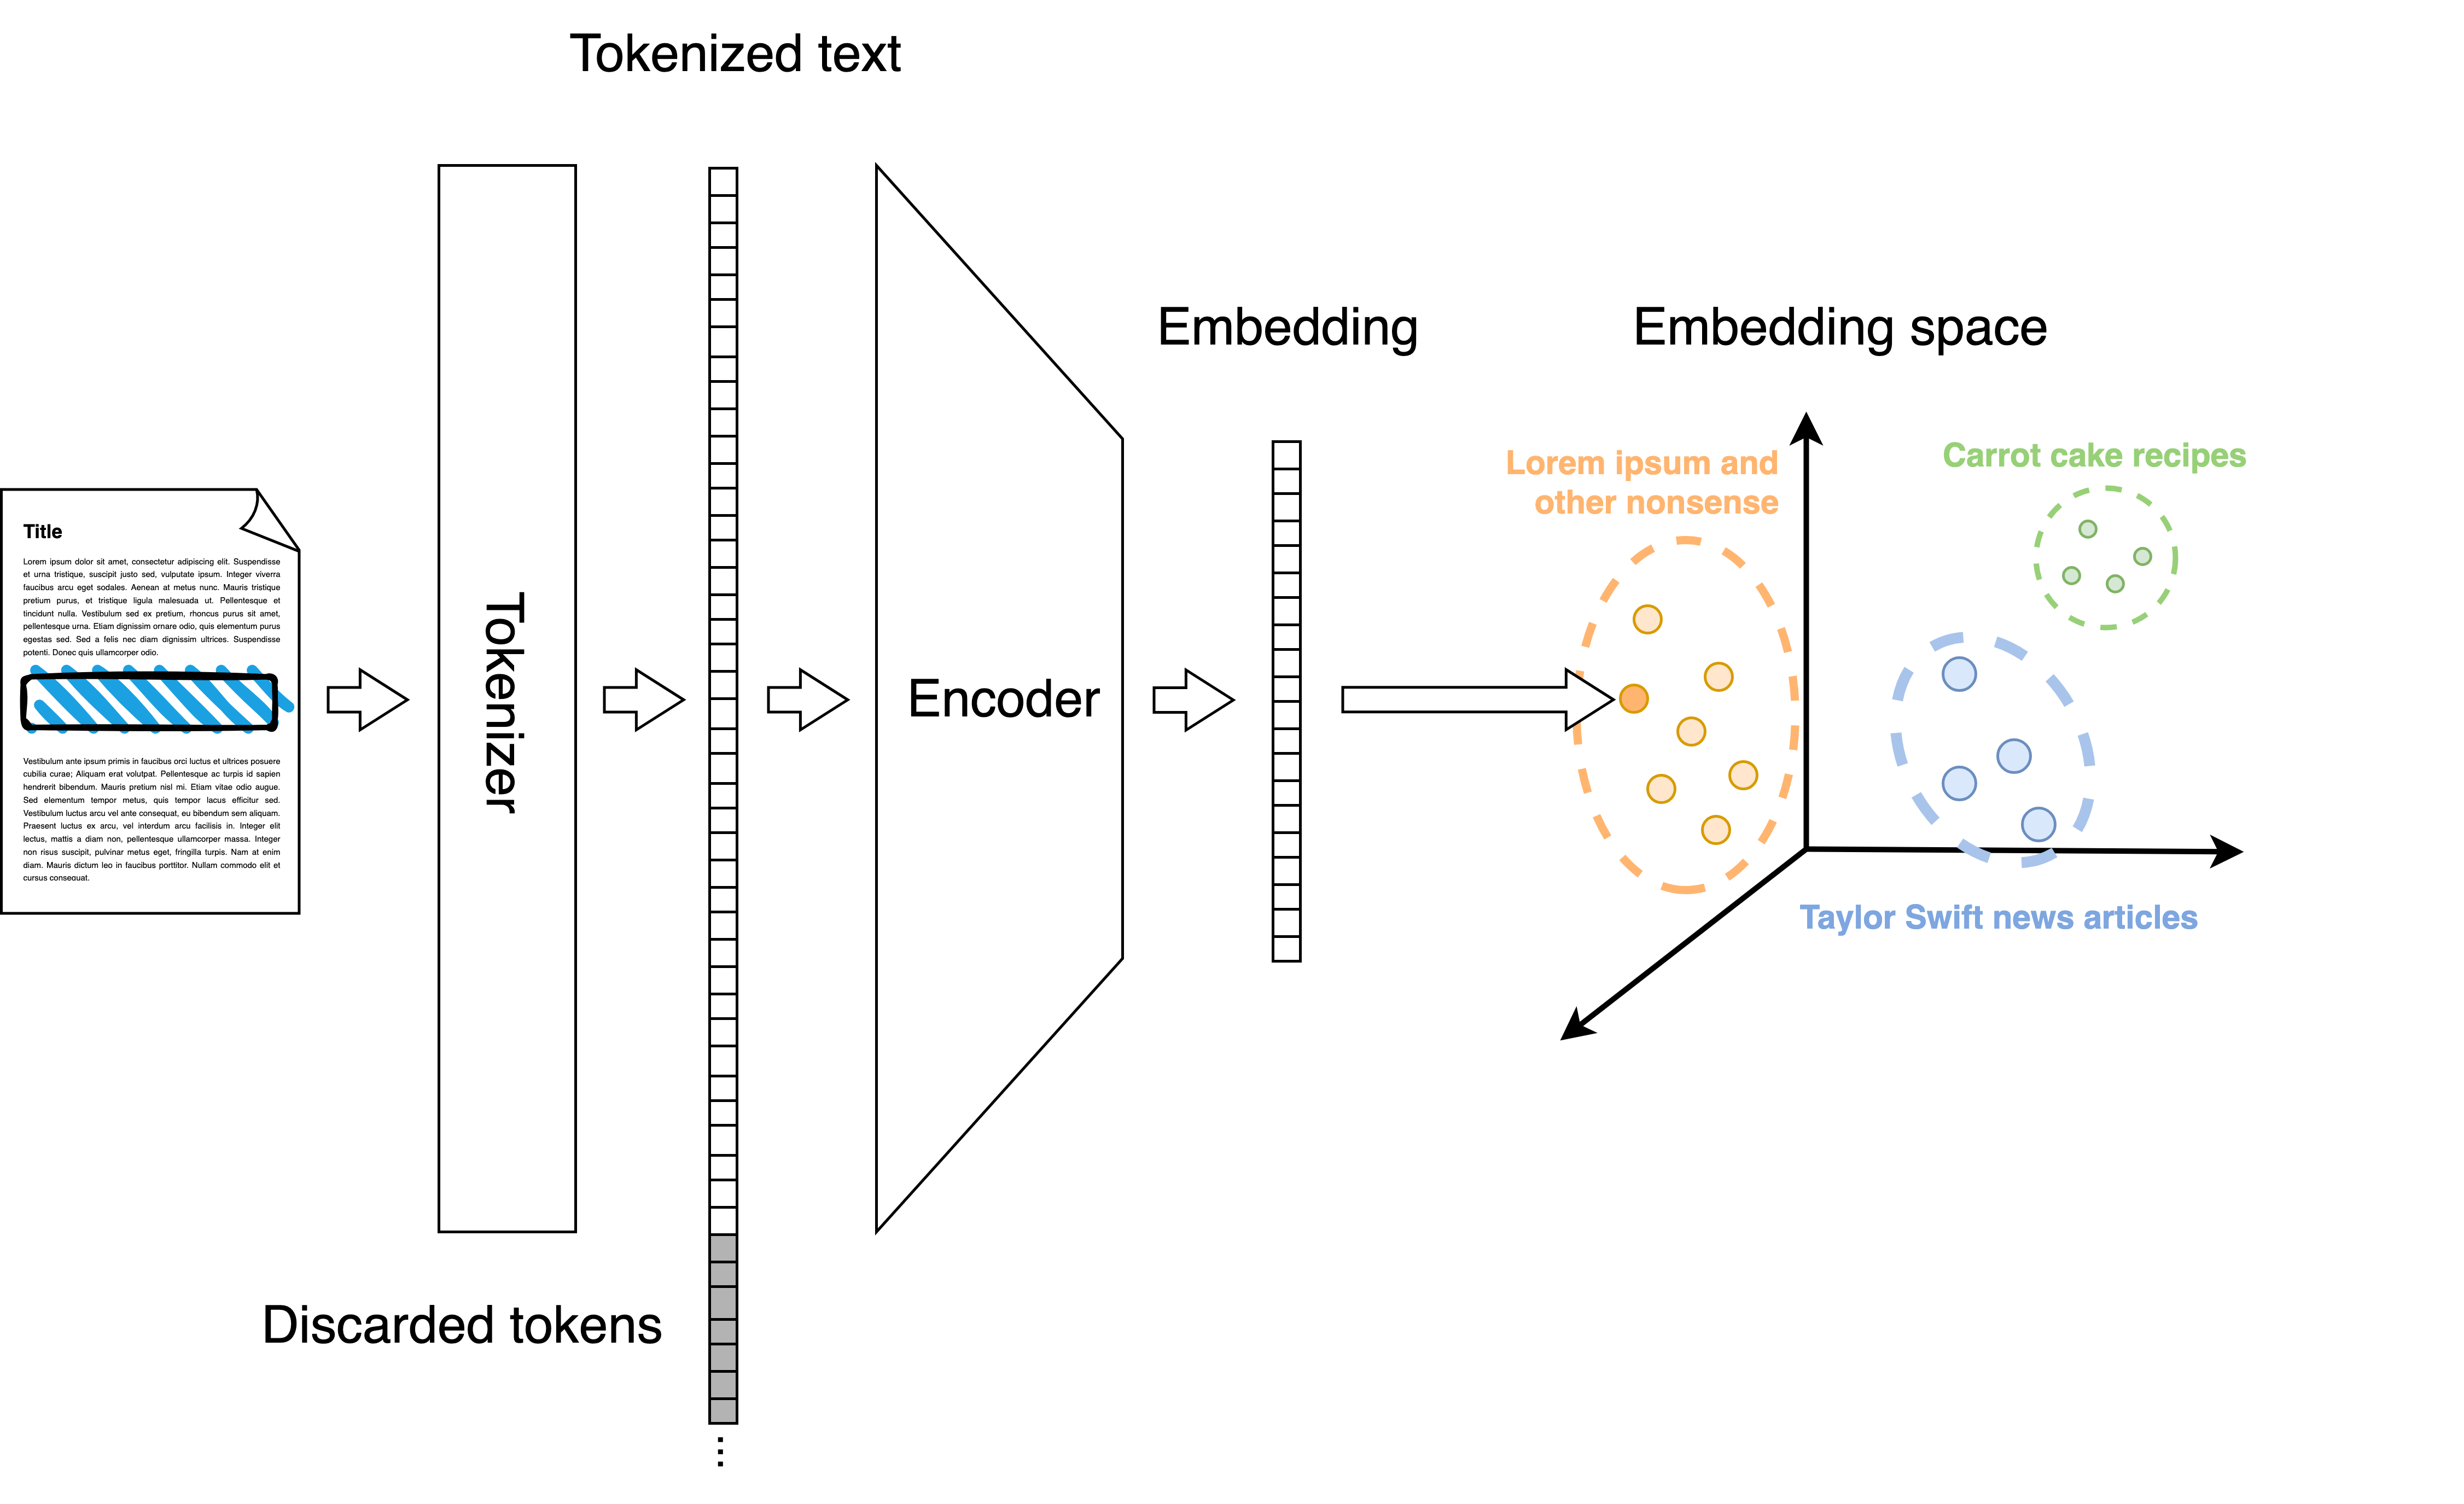 Tokenized text
Embedding
Embedding space
Lorem ipsum and
other nonsense
Carrot cake recipes
Title
Lorem ipsum dolor sit amet, consectetur adipiscing elit. Suspendisse
et urna tristique, suscipit justo sed, vulputate ipsum. Integer viverra
faucibus arcu eget sodales. Aenean at metus nunc. Mauris tristique
pretium purus, et tristique ligula malesuada ut. Pellentesque et
tincidunt nulla. Vestibulum sed ex pretium, rhoncus purus sit amet,
pellentesque urna. Etiam dignissim ornare odio, quis elementum purus
egestas sed. Sed a felis nec diam dignissim ultrices. Suspendisse
potenti. Donec quis ullamcorper odio.
Vestibulum ante ipsum primis in faucibus orci luctus et ultrices posuere
cubilia curae; Aliquam erat volutpat. Pellentesque ac turpis id sapien
hendrerit bibendum. Mauris pretium nisl mi. Etiam vitae odio augue.
Sed elementum tempor metus, quis tempor lacus efficitur sed.
Vestibulum luctus arcu vel ante consequat, eu bibendum sem aliquam.
Praesent luctus ex arcu, vel interdum arcu facilisis in. Integer elit
lectus, mattis a diam non, pellentesque ullamcorper massa. Integer
non risus suscipit, pulvinar metus eget, fringilla turpis. Nam at enim
diam. Mauris dictum leo in faucibus porttitor. Nullam commodo elit et
cursus consequat.
Tokenizer
Encoder
Taylor Swift news articles
Discarded tokens